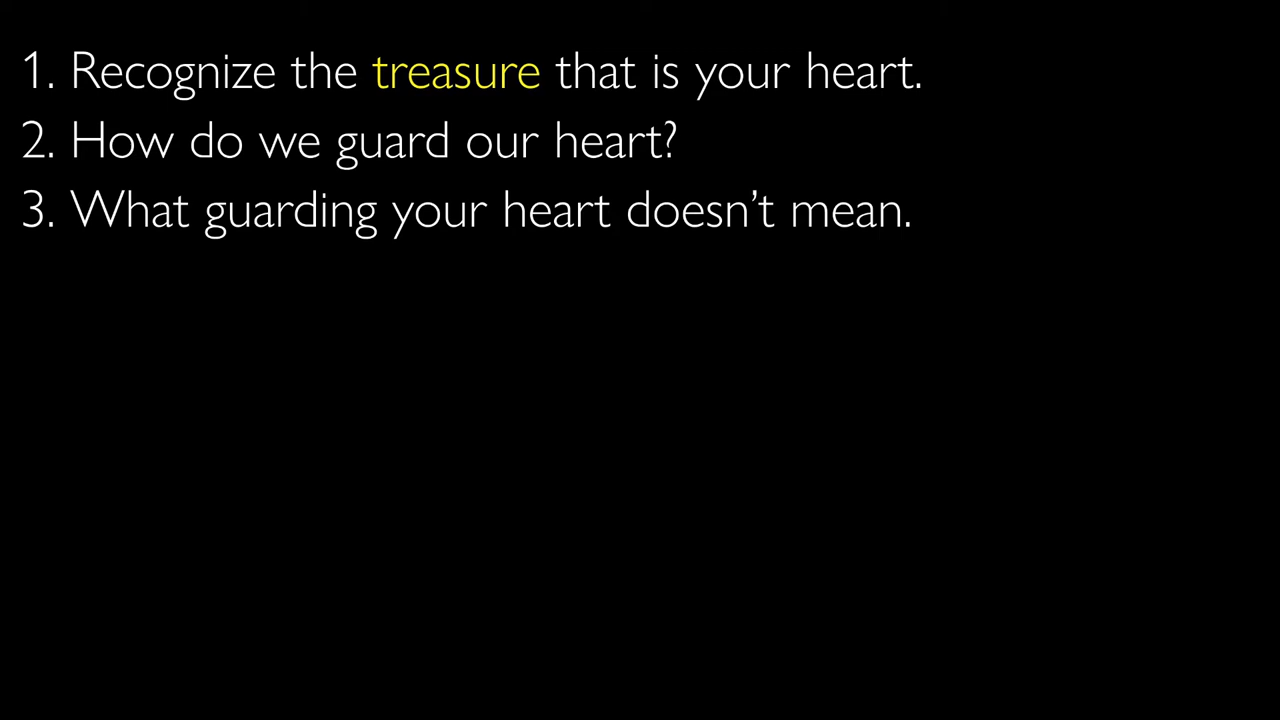 1. Recognize the treasure that is your heart.
2. How do we guard our heart?
3. What guarding your heart doesn’t mean.